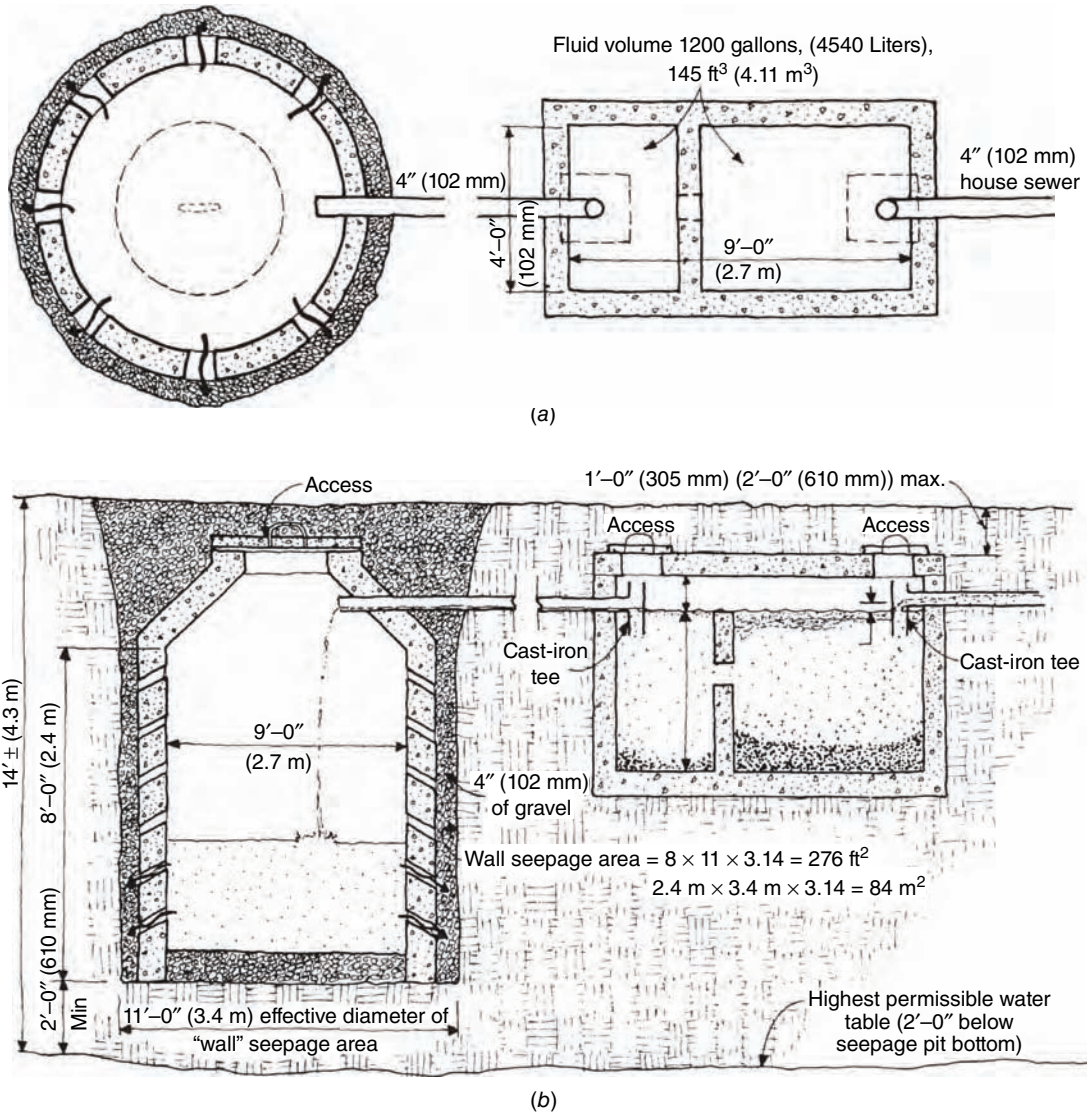 Fluid volume 1200 gallons, (4540 Liters),
145 ft³ (4.11 m³)
4″ (102 mm)
4′–0″
(102 mm)
9′–0″
(2.7 m)
4″ (102 mm)
house sewer
(a)
1′–0″ (305 mm) (2′–0″ (610 mm)) max.
Access
Access
Access
Cast-iron
tee
Cast-iron tee
14′ ± (4.3 m)
8′–0″ (2.4 m)
9′–0″
(2.7 m)
4″ (102 mm)
of gravel
Wall seepage area = 8 × 11 × 3.14 = 276 ft²
2.4 m × 3.4 m × 3.14 = 84 m²
2′–0″ (610 mm)
Min
11′–0″ (3.4 m) effective diameter of
“wall” seepage area
Highest permissible water
table (2′–0″ below
seepage pit bottom)
(b)